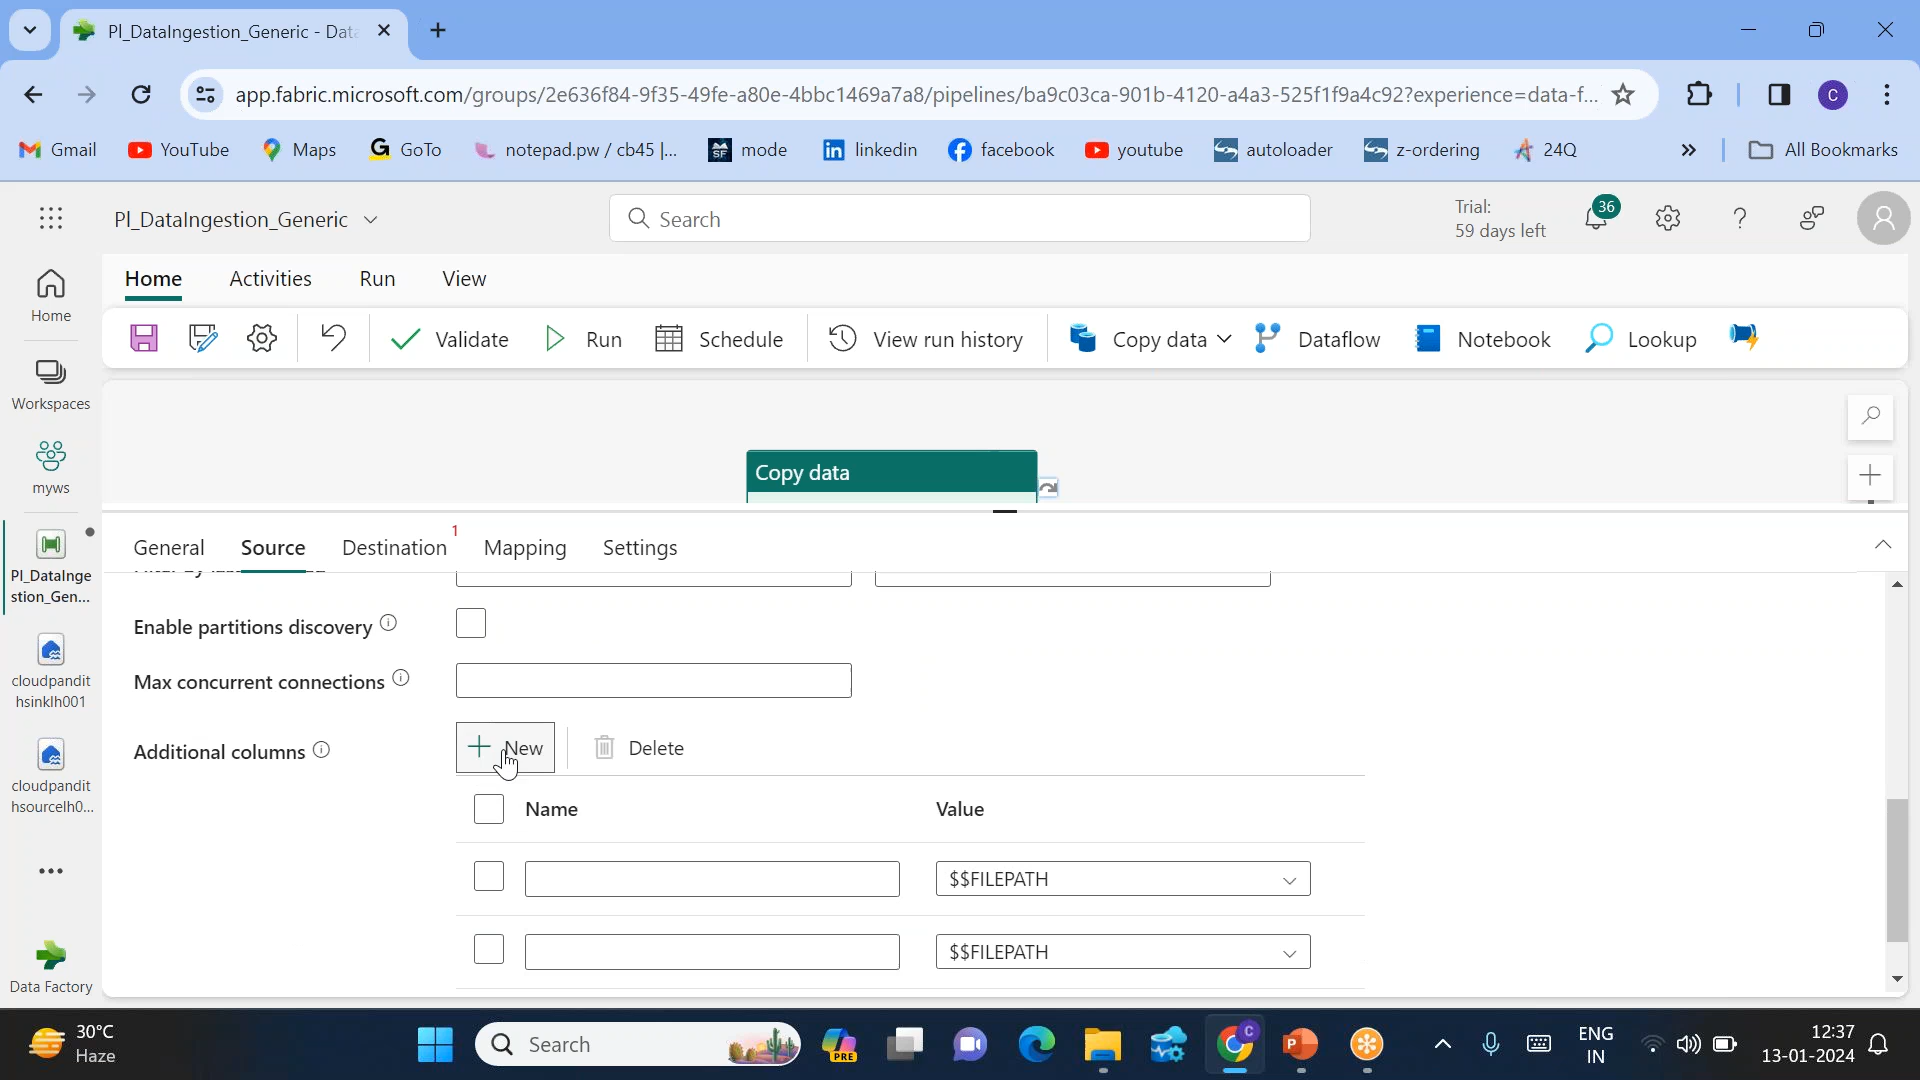 Pl_DataIngestion_Generic - Data
app.fabric.microsoft.com/groups/2e636f84-9f35-49fe-a80e-4bbc1469a7a8/pipelines/ba9c03ca-901b-4120-a4a3-525f1f9a4c92?experience=data-f...
Gmail YouTube Maps GoTo notepad.pw / cb45 |... mode linkedin facebook youtube autoloader z-ordering 24Q » All Bookmarks
Pl_DataIngestion_Generic Search Trial: 59 days left 36
Home Activities Run View
Validate Run Schedule View run history Copy data Dataflow Notebook Lookup
Home
Workspaces
myws
Pl_DataInge
stion_Gen...
cloudpandit
hsinklh001
cloudpandit
hsourcelh0...
Data Factory
Copy data
General Source Destination 1 Mapping Settings
Enable partitions discovery
Max concurrent connections
Additional columns New Delete
Name Value
$$FILEPATH
$$FILEPATH
30°C
Haze
Search
PRE
ENG
IN
12:37
13-01-2024